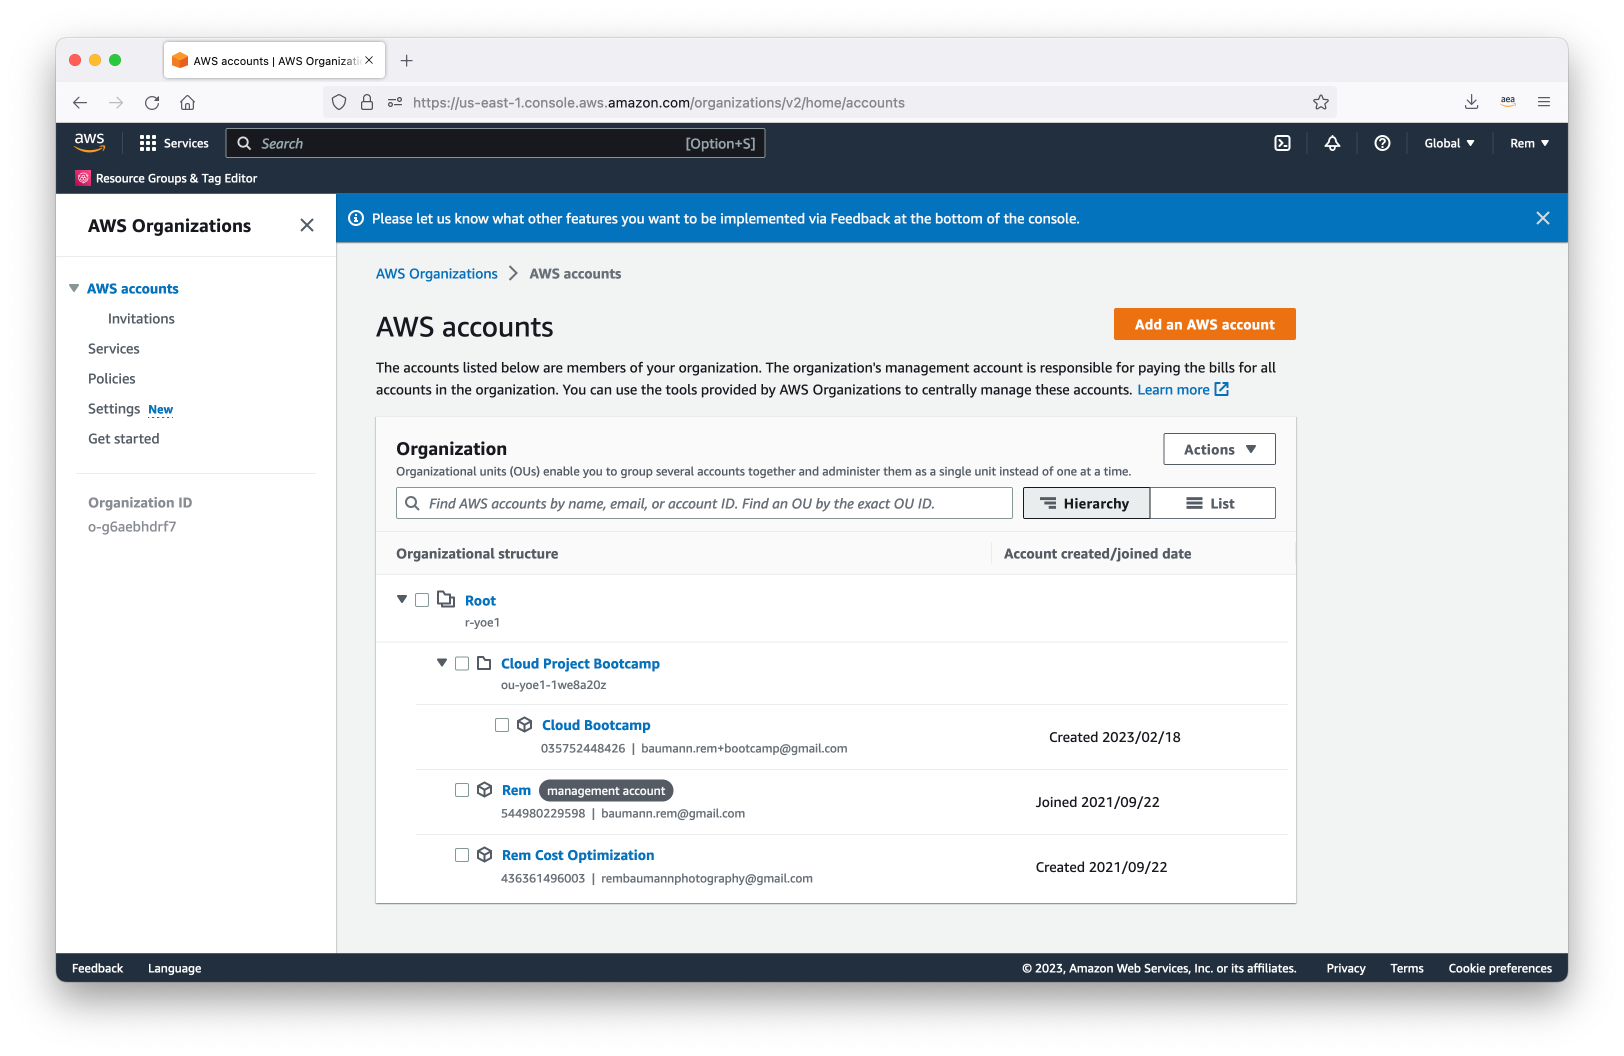 AWS accounts | AWS Organizati
https://us-east-1.console.aws.amazon.com/organizations/v2/home/accounts
aea
aws
Services
Search
[Option+S]
Global
Rem
Resource Groups & Tag Editor
AWS Organizations
Please let us know what other features you want to be implemented via Feedback at the bottom of the console.
AWS accounts
Invitations
Services
Policies
Settings New
Get started
Organization ID
o-g6aebhdrf7
AWS Organizations > AWS accounts
AWS accounts
Add an AWS account
The accounts listed below are members of your organization. The organization's management account is responsible for paying the bills for all
accounts in the organization. You can use the tools provided by AWS Organizations to centrally manage these accounts. Learn more
Organization
Actions
Organizational units (OUs) enable you to group several accounts together and administer them as a single unit instead of one at a time.
Find AWS accounts by name, email, or account ID. Find an OU by the exact OU ID.
Hierarchy
List
Organizational structure
Account created/joined date
Root
r-yoe1
Cloud Project Bootcamp
ou-yoe1-1we8a20z
Cloud Bootcamp
035752448426 | baumann.rem+bootcamp@gmail.com
Created 2023/02/18
Rem management account
544980229598 | baumann.rem@gmail.com
Joined 2021/09/22
Rem Cost Optimization
436361496003 | rembaumannphotography@gmail.com
Created 2021/09/22
Feedback
Language
© 2023, Amazon Web Services, Inc. or its affiliates.
Privacy
Terms
Cookie preferences